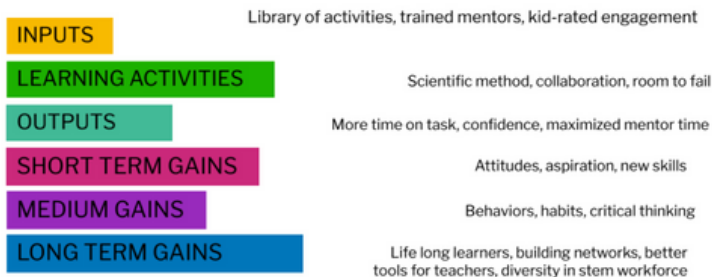 INPUTS
Library of activities, trained mentors, kid-rated engagement
LEARNING ACTIVITIES
Scientific method, collaboration, room to fail
OUTPUTS
More time on task, confidence, maximized mentor time
SHORT TERM GAINS
Attitudes, aspiration, new skills
MEDIUM GAINS
Behaviors, habits, critical thinking
LONG TERM GAINS
Life long learners, building networks, better
tools for teachers, diversity in stem workforce